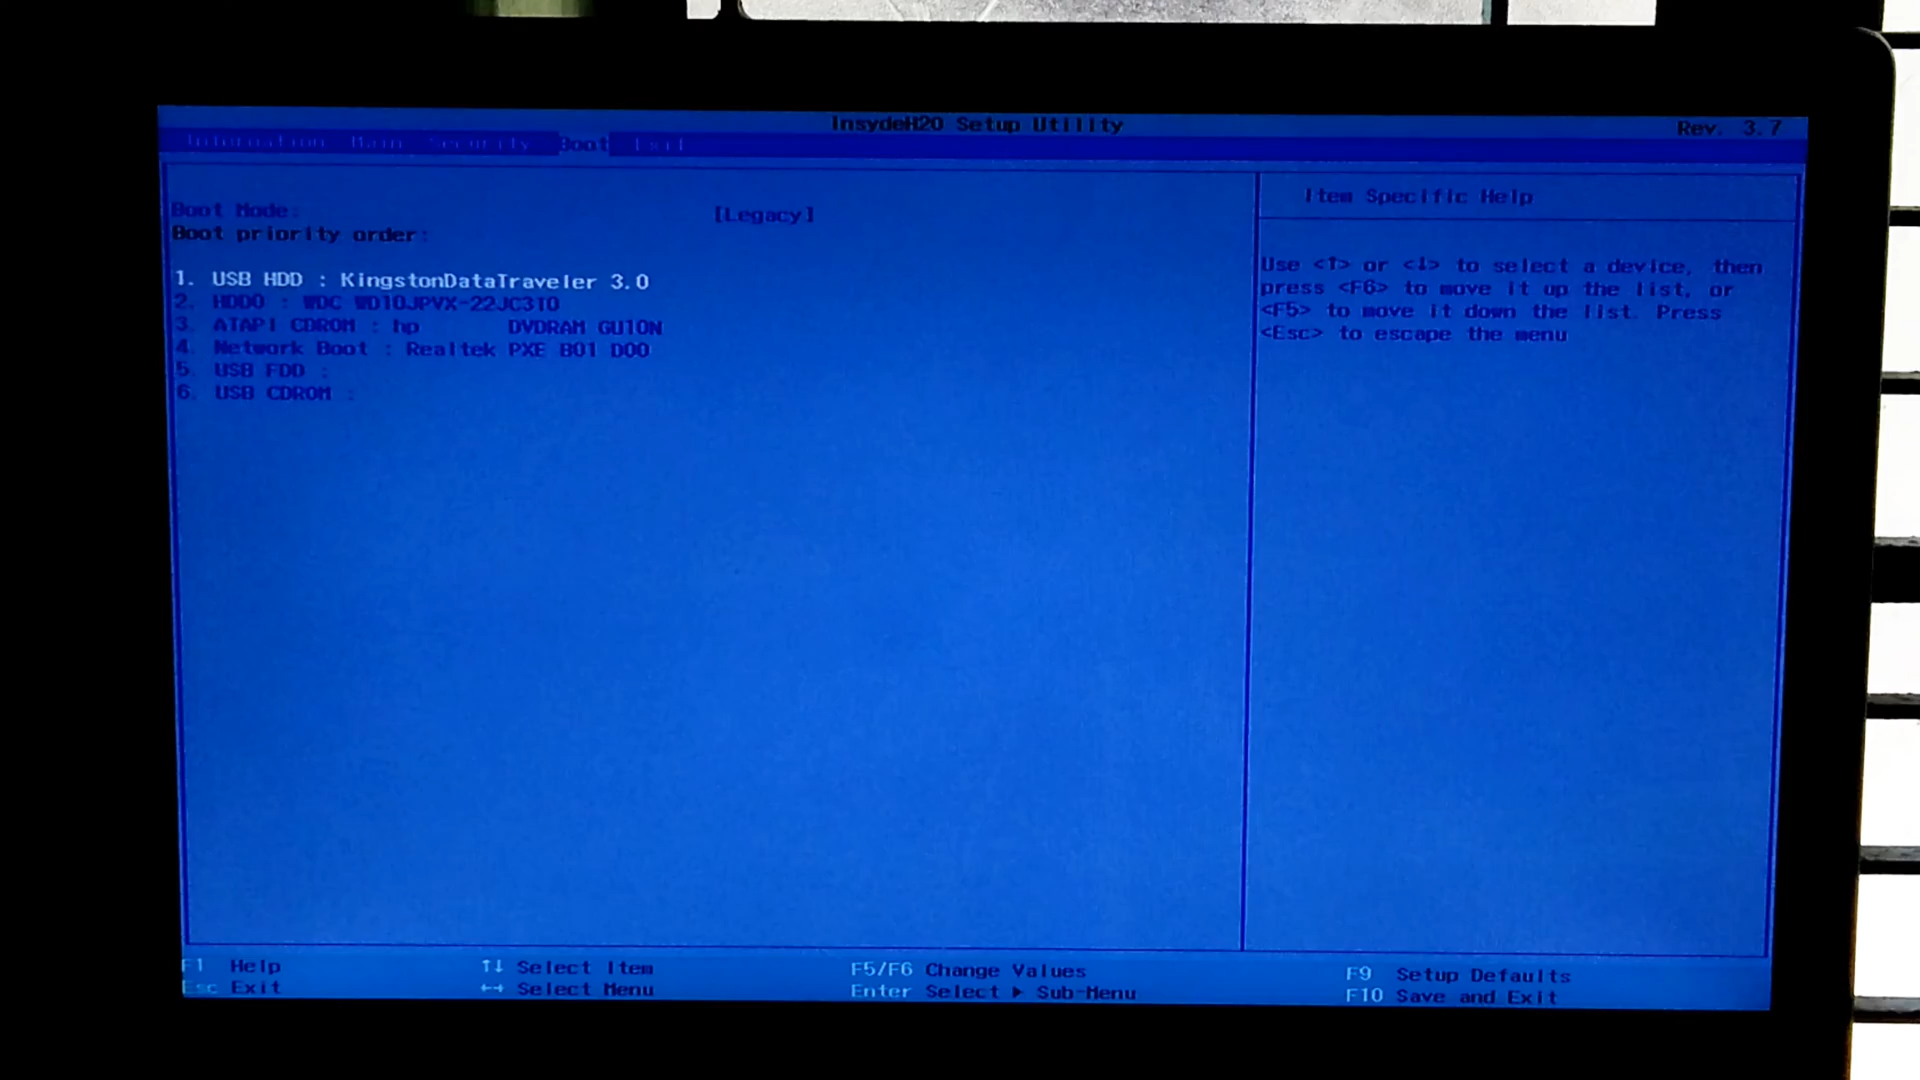 InsydeH20 Setup Utility Rev. 3.7
Information Main Security Boot Exit
Boot Mode: [Legacy]
Boot priority order:
1. USB HDD : KingstonDataTraveler 3.0
2. HDD0 : WDC WD10JPVX-22JC3T0
3. ATAPI CDROM : hp DVDRAM GU10N
4. Network Boot : Realtek PXE B01 D00
5. USB FDD :
6. USB CDROM :
Item Specific Help
Use <↑> or <↓> to select a device, then
press <F6> to move it up the list, or
<F5> to move it down the list. Press
<Esc> to escape the menu
F1 Help ↑↓ Select Item F5/F6 Change Values F9 Setup Defaults
Esc Exit ←→ Select Menu Enter Select ▶ Sub-Menu F10 Save and Exit